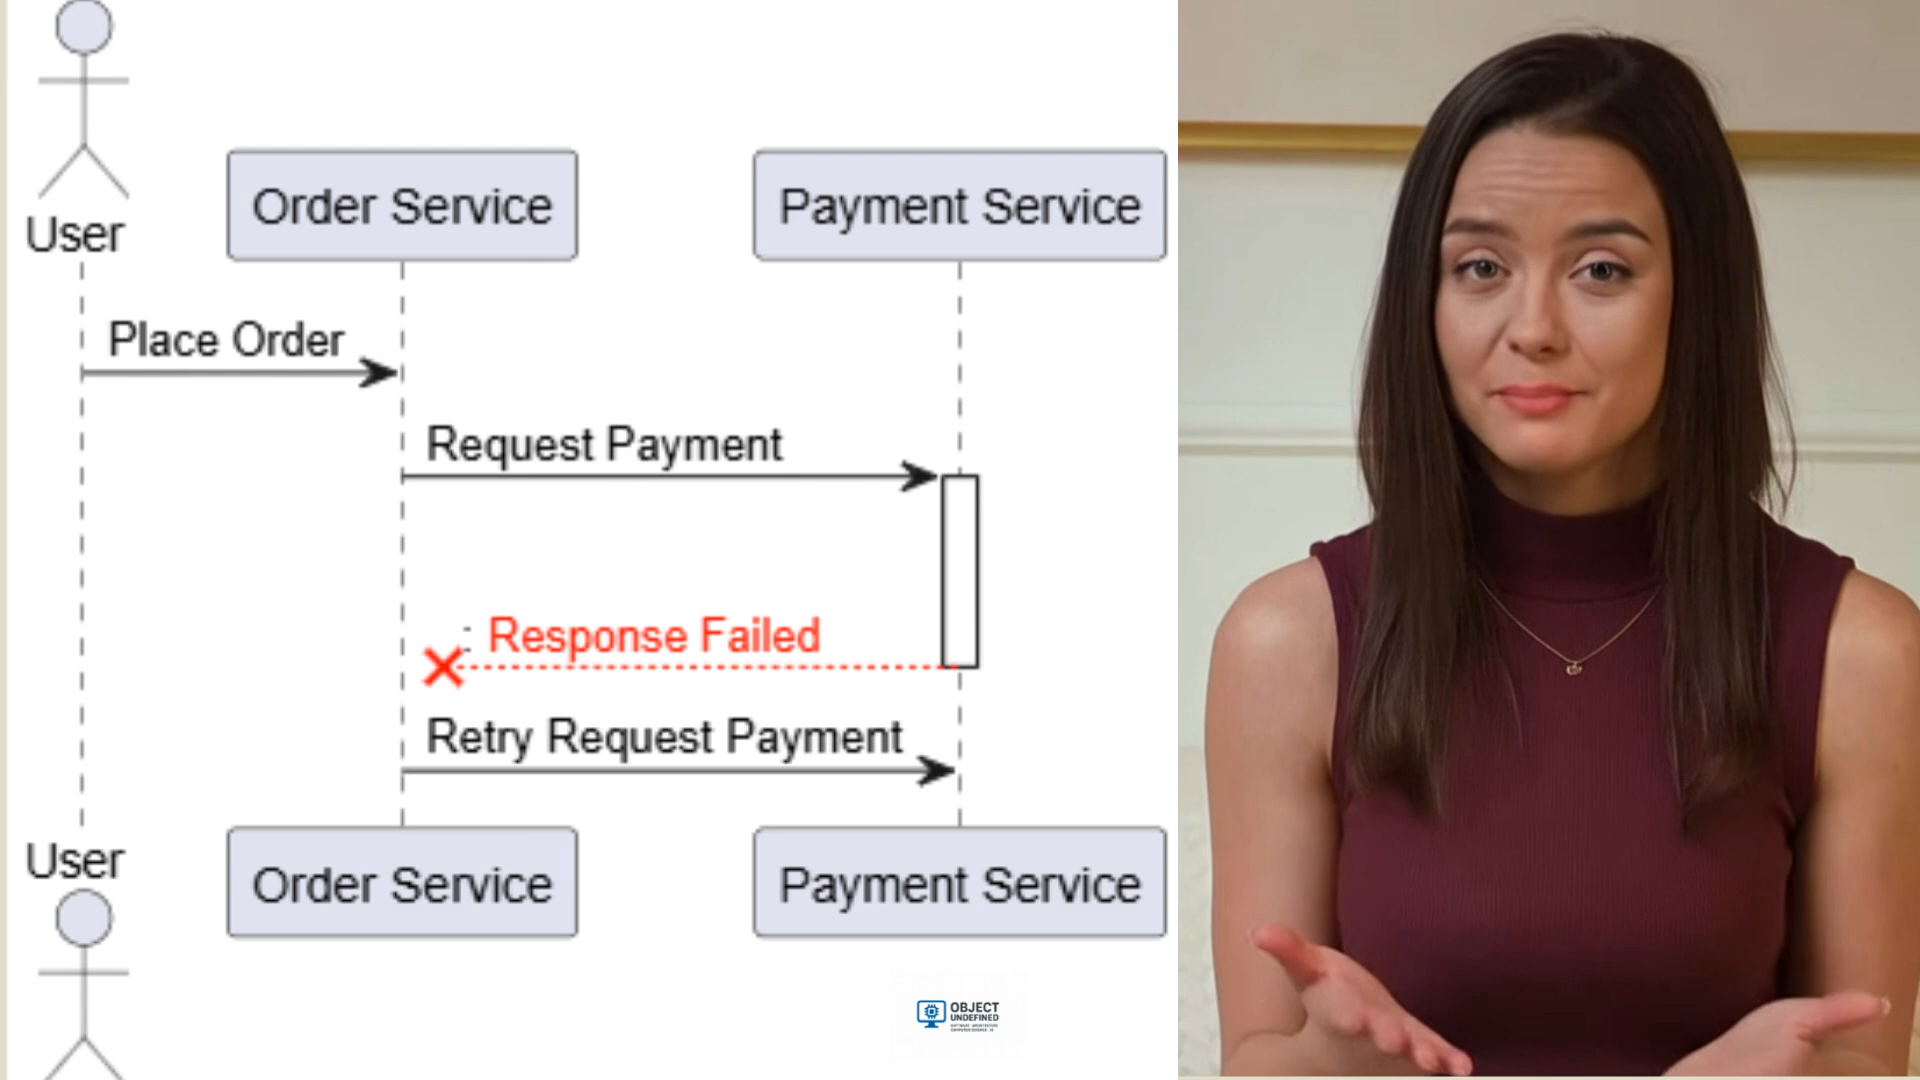 User
Order Service
Payment Service
Place Order
Request Payment
: Response Failed
Retry Request Payment
User
Order Service
Payment Service
OBJECT
UNDEFINED